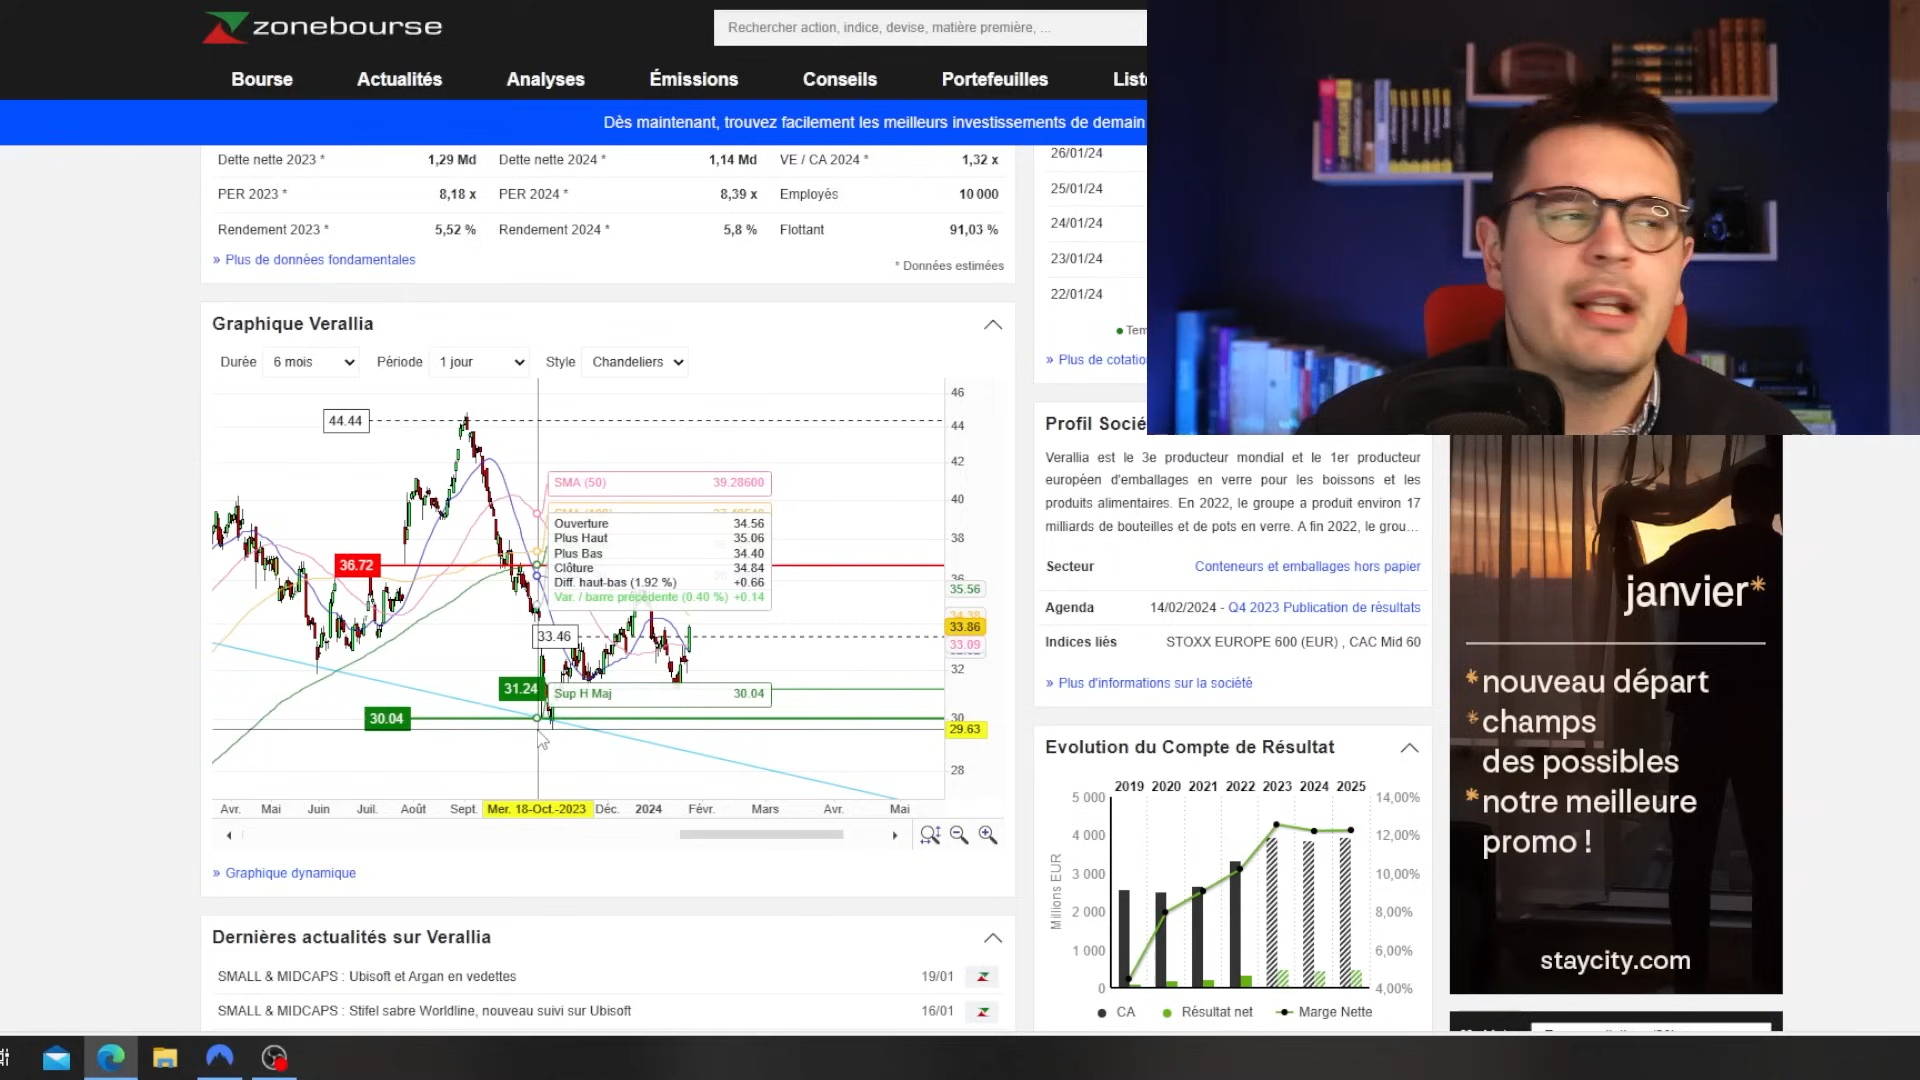 zonebourse
Rechercher action, indice, devise, matière première, ...
Bourse Actualités Analyses Émissions Conseils Portefeuilles List
Dès maintenant, trouvez facilement les meilleurs investissements de demain
Dette nette 2023 * 1,29 Md Dette nette 2024 * 1,14 Md VE / CA 2024 * 1,32 x
PER 2023 * 8,18 x PER 2024 * 8,39 x Employés 10 000
Rendement 2023 * 5,52 % Rendement 2024 * 5,8 % Flottant 91,03 %
» Plus de données fondamentales
* Données estimées
26/01/24
25/01/24
24/01/24
23/01/24
22/01/24
Tem
» Plus de cotatio
Graphique Verallia
Durée 6 mois Période 1 jour Style Chandeliers
46
44
42
40
38
36
35.56
33.86
33.09
32
30
29.63
28
44.44
36.72
33.46
31.24
30.04
SMA (50) 39.28600
Ouverture 34.56
Plus Haut 35.06
Plus Bas 34.40
Clôture 34.84
Diff. haut-bas (1.92 %) +0.66
Var. / barre précédente (0.40 %) +0.14
Sup H Maj 30.04
Avr. Mai Juin Juil. Août Sept. Mer. 18-Oct.-2023 Déc. 2024 Févr. Mars Avr. Mai
» Graphique dynamique
Dernières actualités sur Verallia
SMALL & MIDCAPS : Ubisoft et Argan en vedettes 19/01
SMALL & MIDCAPS : Stifel sabre Worldline, nouveau suivi sur Ubisoft 16/01
Profil Socié
Verallia est le 3e producteur mondial et le 1er producteur
européen d'emballages en verre pour les boissons et les
produits alimentaires. En 2022, le groupe a produit environ 17
milliards de bouteilles et de pots en verre. A fin 2022, le grou...
Secteur Conteneurs et emballages hors papier
Agenda 14/02/2024 - Q4 2023 Publication de résultats
Indices liés STOXX EUROPE 600 (EUR) , CAC Mid 60
» Plus d'informations sur la société
Evolution du Compte de Résultat
2019 2020 2021 2022 2023 2024 2025
5 000 14,00%
4 000 12,00%
3 000 10,00%
2 000 8,00%
1 000 6,00%
0 4,00%
Millions EUR
CA Résultat net Marge Nette
janvier*
*nouveau départ
*champs
des possibles
*notre meilleure
promo !
staycity.com